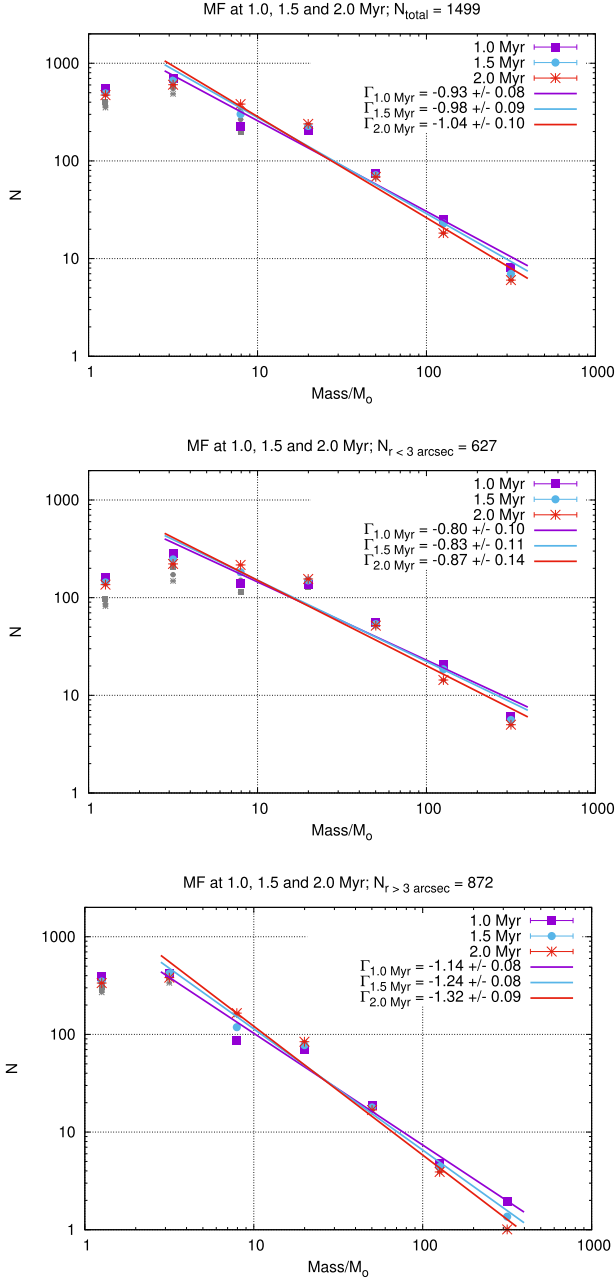 MF at 1.0, 1.5 and 2.0 Myr; N_total = 1499
1000
100
10
1
N
1.0 Myr
1.5 Myr
2.0 Myr
Γ_1.0 Myr = -0.93 +/- 0.08
Γ_1.5 Myr = -0.98 +/- 0.09
Γ_2.0 Myr = -1.04 +/- 0.10
1 10 100 1000
Mass/M_o
MF at 1.0, 1.5 and 2.0 Myr; N_r < 3 arcsec = 627
1000
100
10
1
N
1.0 Myr
1.5 Myr
2.0 Myr
Γ_1.0 Myr = -0.80 +/- 0.10
Γ_1.5 Myr = -0.83 +/- 0.11
Γ_2.0 Myr = -0.87 +/- 0.14
1 10 100 1000
Mass/M_o
MF at 1.0, 1.5 and 2.0 Myr; N_r > 3 arcsec = 872
1000
100
10
1
N
1.0 Myr
1.5 Myr
2.0 Myr
Γ_1.0 Myr = -1.14 +/- 0.08
Γ_1.5 Myr = -1.24 +/- 0.08
Γ_2.0 Myr = -1.32 +/- 0.09
1 10 100 1000
Mass/M_o